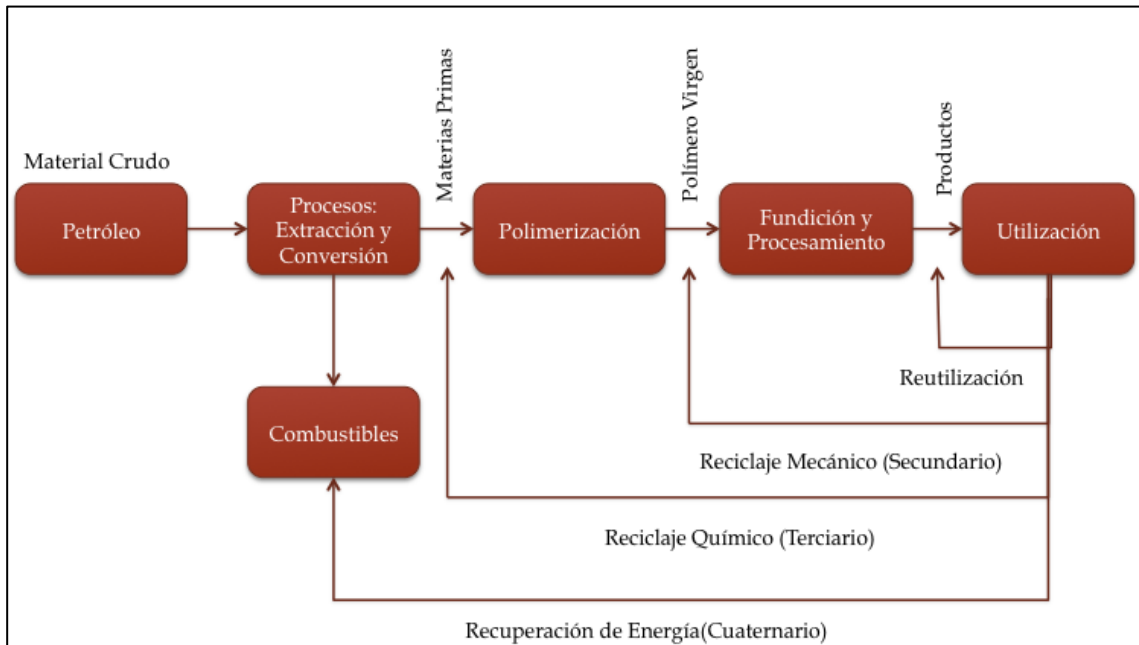 Material Crudo
Petróleo
Procesos:
Extracción y
Conversión
Materias Primas
Polimerización
Polímero Virgen
Fundición y
Procesamiento
Productos
Utilización
Combustibles
Reutilización
Reciclaje Mecánico (Secundario)
Reciclaje Químico (Terciario)
Recuperación de Energía(Cuaternario)